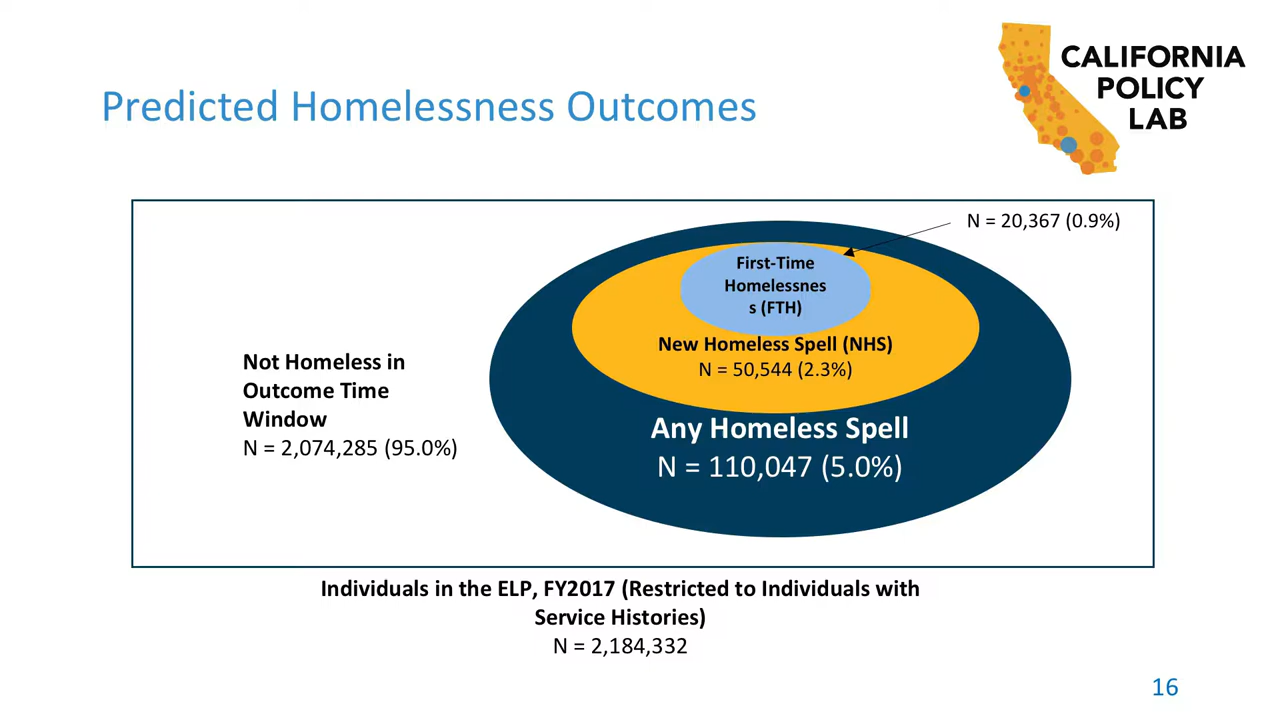 CALIFORNIA
POLICY
LAB
Predicted Homelessness Outcomes
N = 20,367 (0.9%)
First-Time
Homelessnes
s (FTH)
New Homeless Spell (NHS)
N = 50,544 (2.3%)
Not Homeless in
Outcome Time
Window
N = 2,074,285 (95.0%)
Any Homeless Spell
N = 110,047 (5.0%)
Individuals in the ELP, FY2017 (Restricted to Individuals with
Service Histories)
N = 2,184,332
16